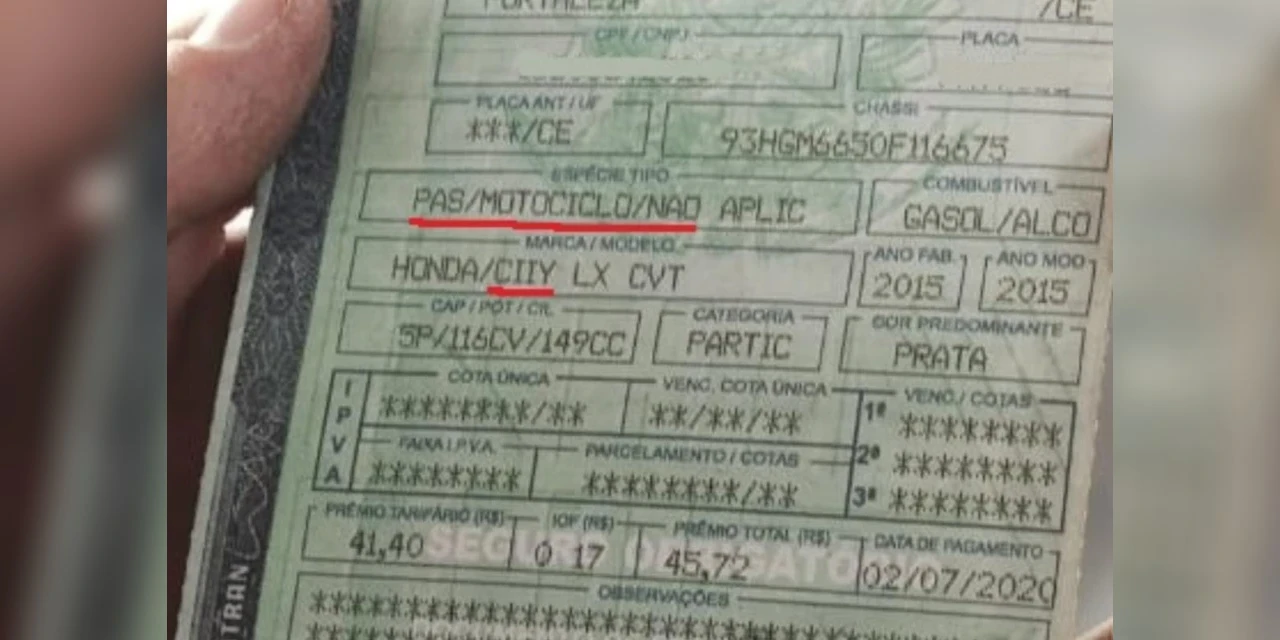 FORTALEZA /CE
CPF / CNPJ PLACA
PLACA ANT / UF CHASSI
***/CE 93HGM6650F116675
ESPÉCIE TIPO COMBUSTÍVEL
PAS/MOTOCICLO/NAO APLIC GASOL/ALCO
MARCA / MODELO ANO FAB. ANO MOD
HONDA/CIIY LX CVT 2015 2015
CAP / POT / CIL CATEGORIA COR PREDOMINANTE
5P/116CV/149CC PARTIC PRATA
IPVA COTA ÚNICA VENC. COTA ÚNICA VENC. / COTAS
********/** **/**/** 1ª ********
FAIXA I.P.V.A. PARCELAMENTO / COTAS 2ª ********
******** ********/** 3ª ********
PRÊMIO TARIFÁRIO (R$) IOF (R$) PRÊMIO TOTAL (R$) DATA DE PAGAMENTO
41,40 0 17 45,72 02/07/2020
OBSERVAÇÕES
TRAN